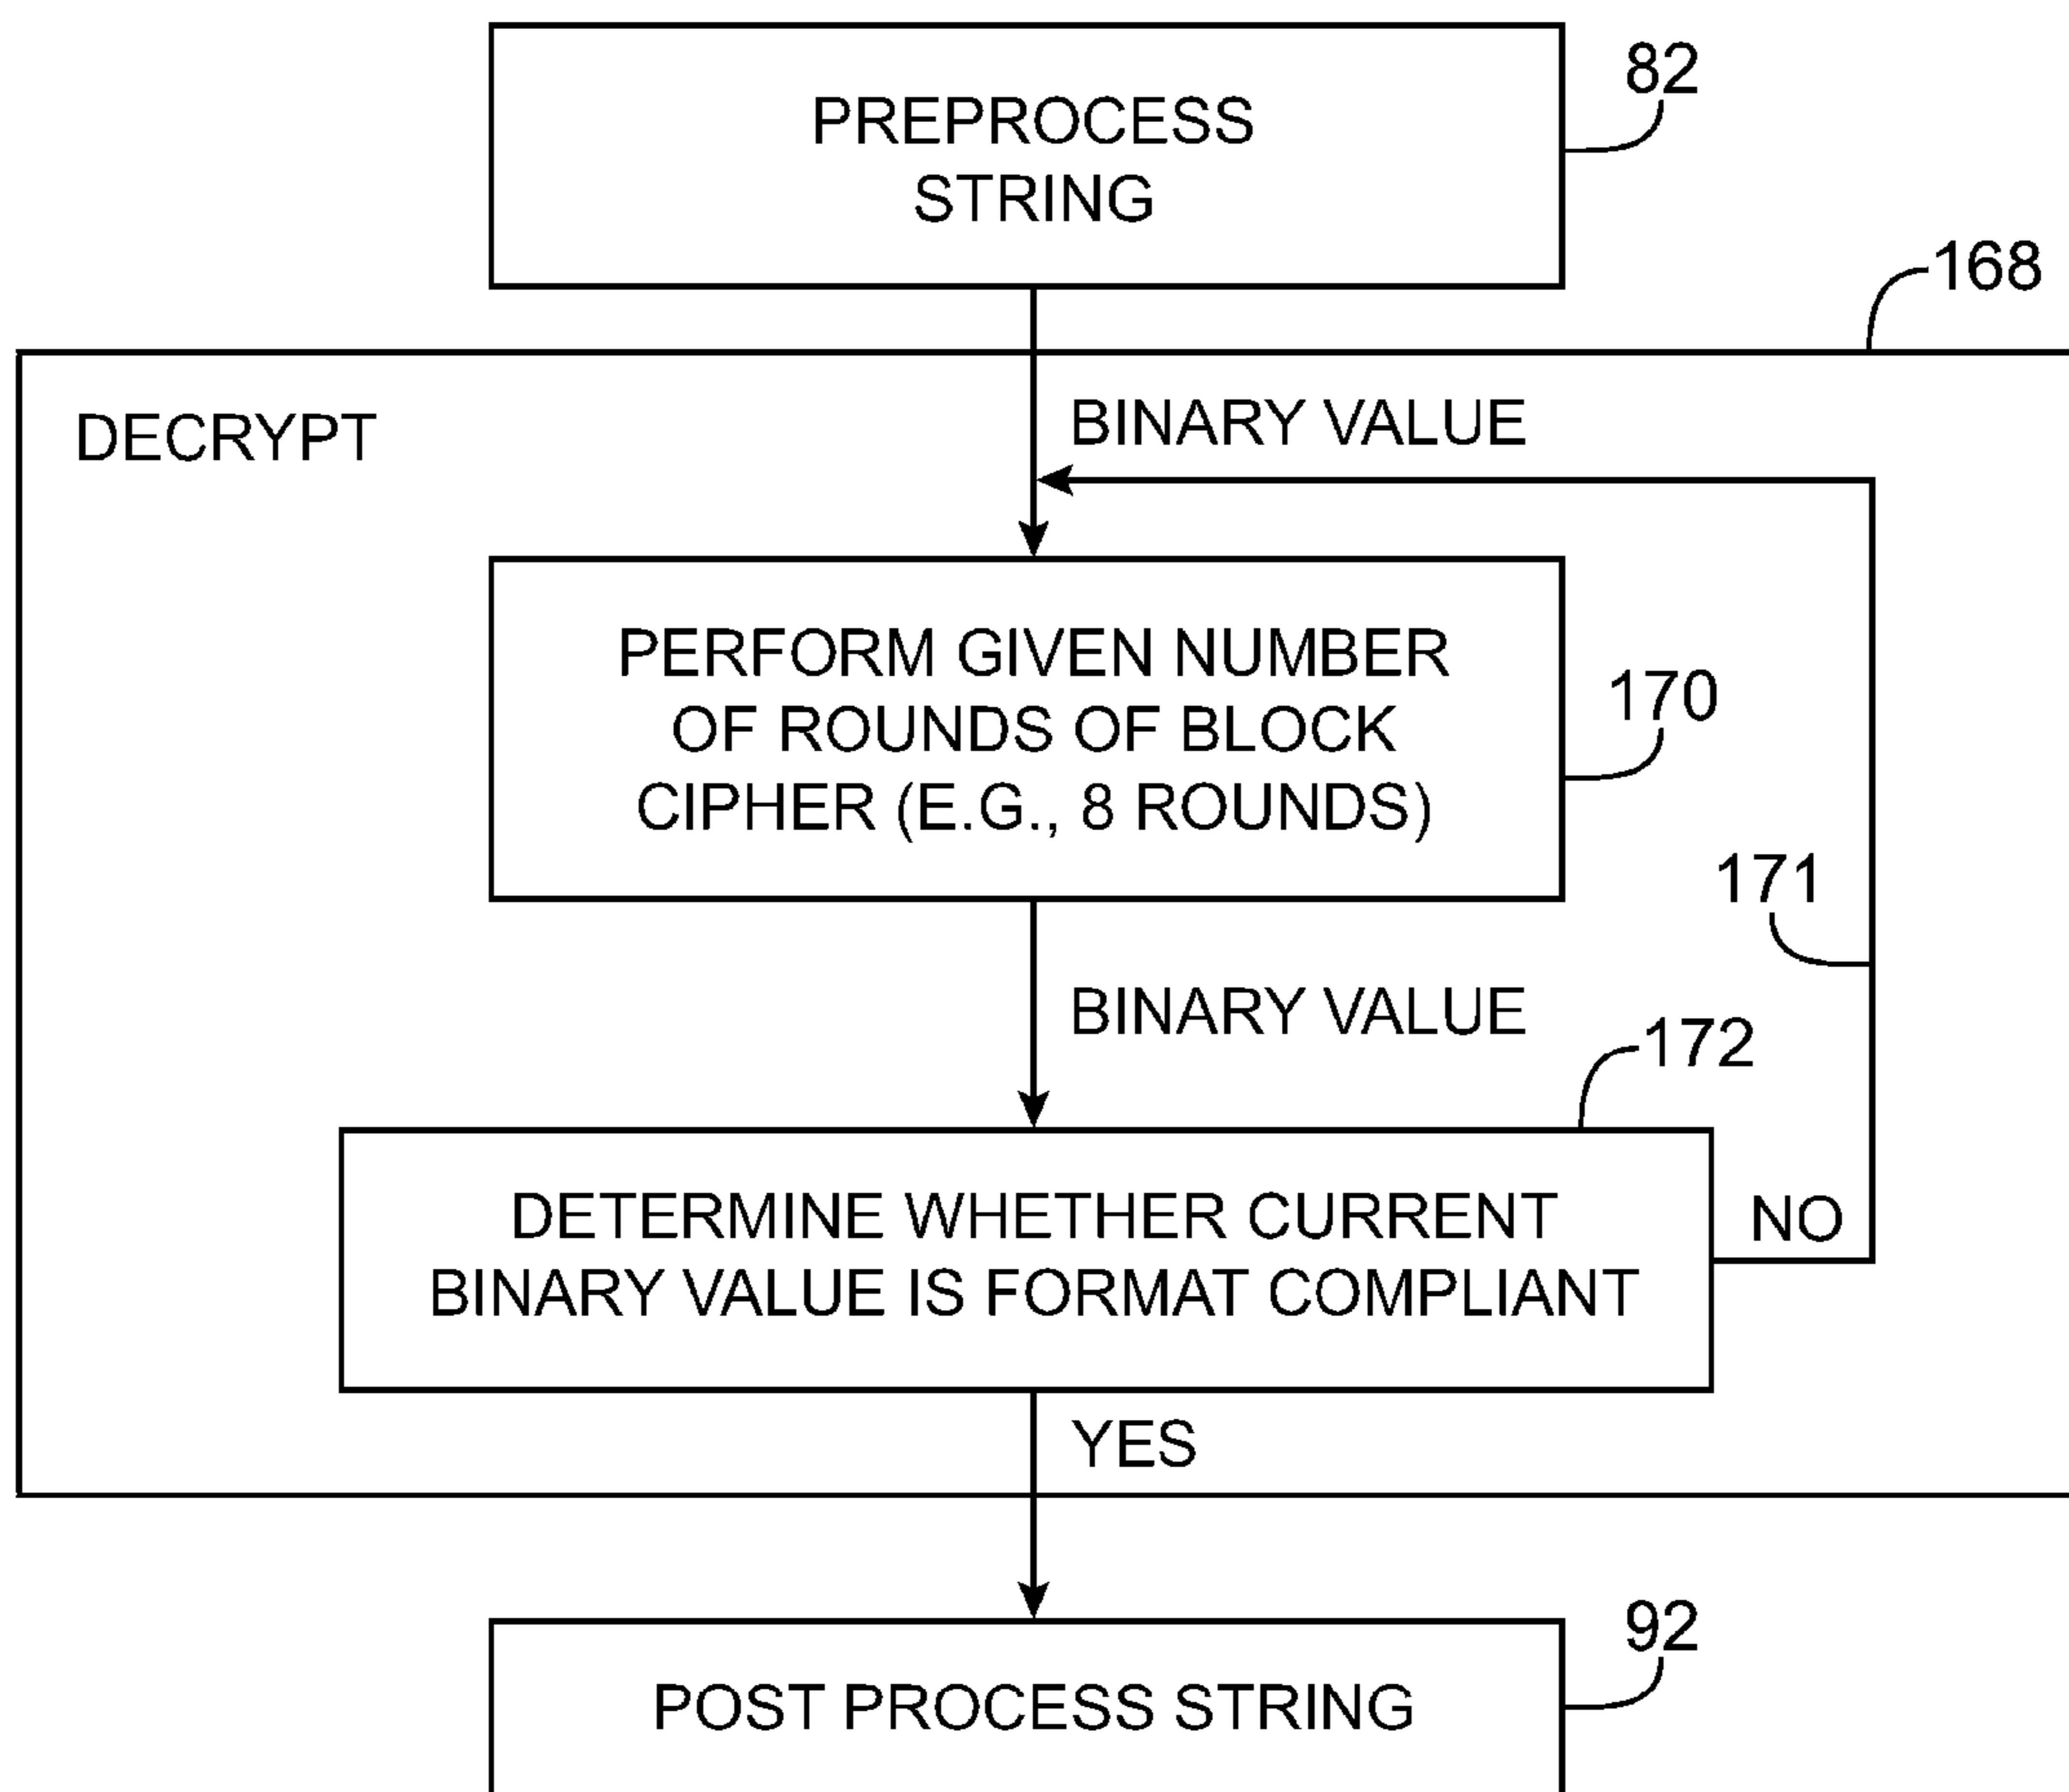 PREPROCESS
STRING
82
168
DECRYPT
BINARY VALUE
PERFORM GIVEN NUMBER
OF ROUNDS OF BLOCK
CIPHER (E.G., 8 ROUNDS)
170
171
BINARY VALUE
172
DETERMINE WHETHER CURRENT
BINARY VALUE IS FORMAT COMPLIANT
NO
YES
92
POST PROCESS STRING